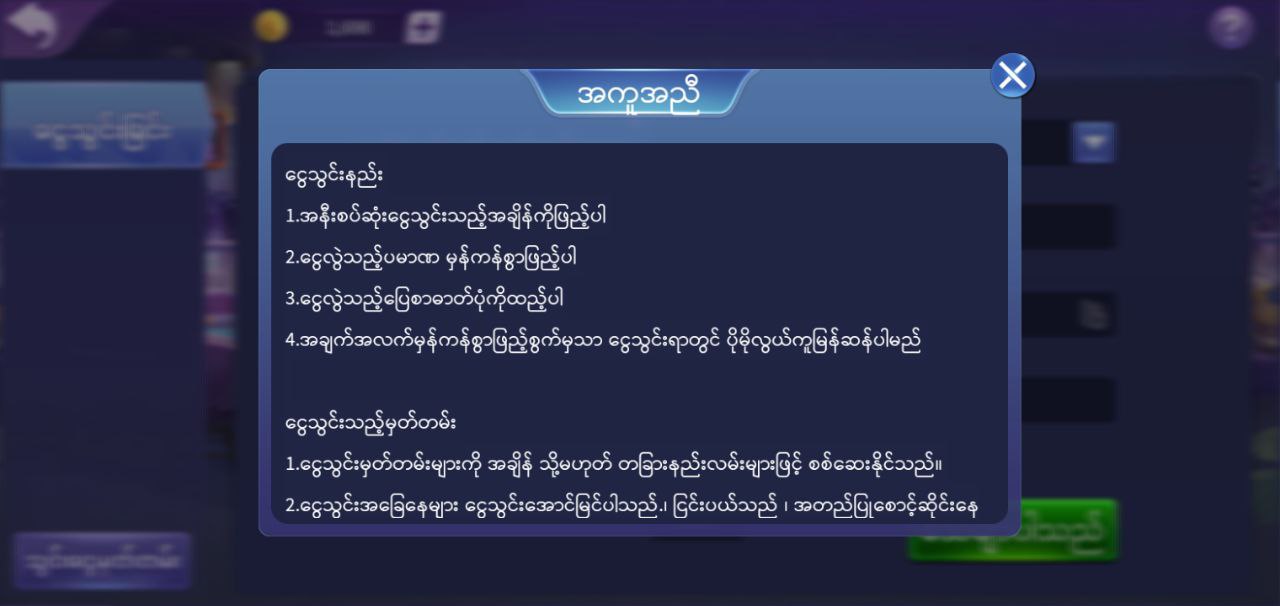 အကူအညီ
ငွေသွင်းနည်း
1.အနီးစပ်ဆုံးငွေသွင်းသည့်အချိန်ကိုဖြည့်ပါ
2.ငွေလွှဲသည့်ပမာဏ မှန်ကန်စွာဖြည့်ပါ
3.ငွေလွှဲသည့်ပြေစာဓာတ်ပုံကိုထည့်ပါ
4.အချက်အလက်မှန်ကန်စွာဖြည့်စွက်မှသာ ငွေသွင်းရာတွင် ပိုမိုလွယ်ကူမြန်ဆန်ပါမည်
ငွေသွင်းသည့်မှတ်တမ်း
1.ငွေသွင်းမှတ်တမ်းများကို အချိန် သို့မဟုတ် တခြားနည်းလမ်းများဖြင့် စစ်ဆေးနိုင်သည်။
2.ငွေသွင်းအခြေနေများ ငွေသွင်းအောင်မြင်ပါသည်.၊ ငြင်းပယ်သည် ၊ အတည်ပြုစောင့်ဆိုင်းနေ
ငွေသွင်းခြင်း